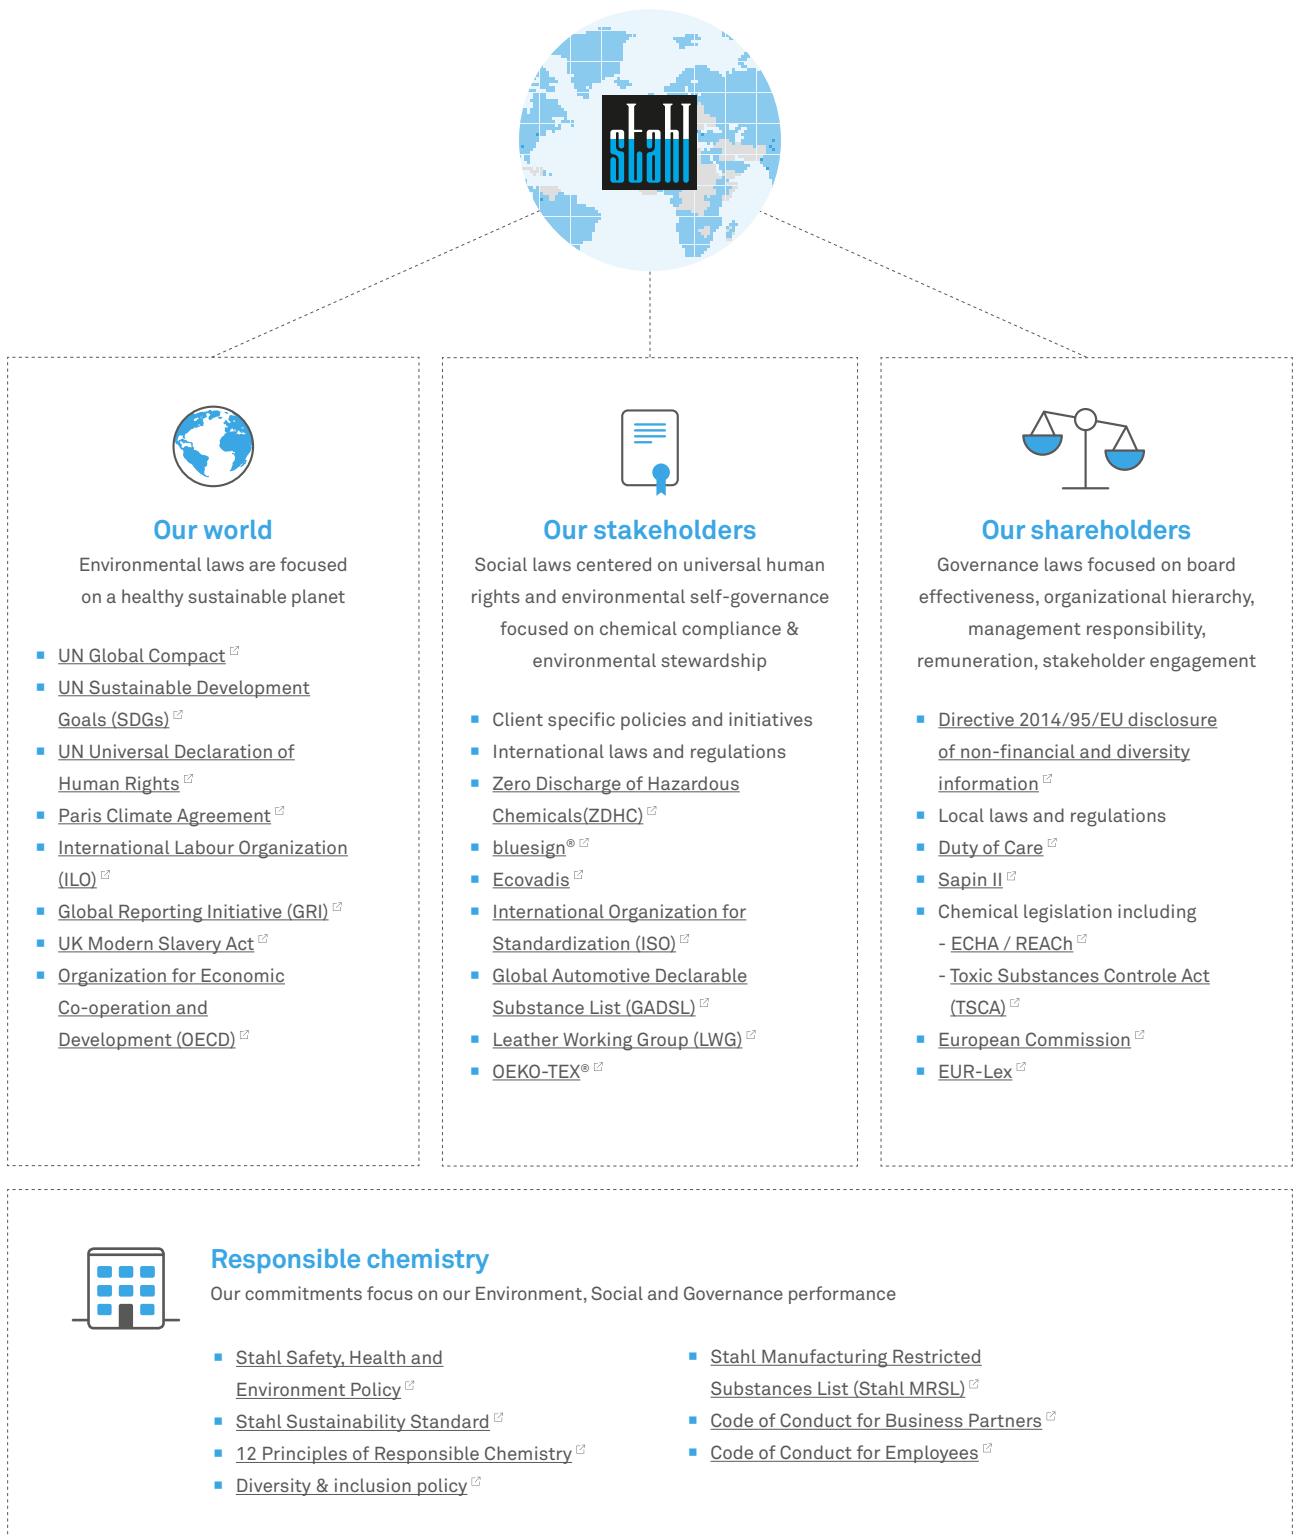 stahl
Our world
Environmental laws are focused
on a healthy sustainable planet
UN Global Compact
UN Sustainable Development
Goals (SDGs)
UN Universal Declaration of
Human Rights
Paris Climate Agreement
International Labour Organization
(ILO)
Global Reporting Initiative (GRI)
UK Modern Slavery Act
Organization for Economic
Co-operation and
Development (OECD)
Our stakeholders
Social laws centered on universal human
rights and environmental self-governance
focused on chemical compliance &
environmental stewardship
Client specific policies and initiatives
International laws and regulations
Zero Discharge of Hazardous
Chemicals(ZDHC)
bluesign®
Ecovadis
International Organization for
Standardization (ISO)
Global Automotive Declarable
Substance List (GADSL)
Leather Working Group (LWG)
OEKO-TEX®
Our shareholders
Governance laws focused on board
effectiveness, organizational hierarchy,
management responsibility,
remuneration, stakeholder engagement
Directive 2014/95/EU disclosure
of non-financial and diversity
information
Local laws and regulations
Duty of Care
Sapin II
Chemical legislation including
- ECHA / REACh
- Toxic Substances Controle Act
(TSCA)
European Commission
EUR-Lex
Responsible chemistry
Our commitments focus on our Environment, Social and Governance performance
Stahl Safety, Health and
Environment Policy
Stahl Sustainability Standard
12 Principles of Responsible Chemistry
Diversity & inclusion policy
Stahl Manufacturing Restricted
Substances List (Stahl MRSL)
Code of Conduct for Business Partners
Code of Conduct for Employees